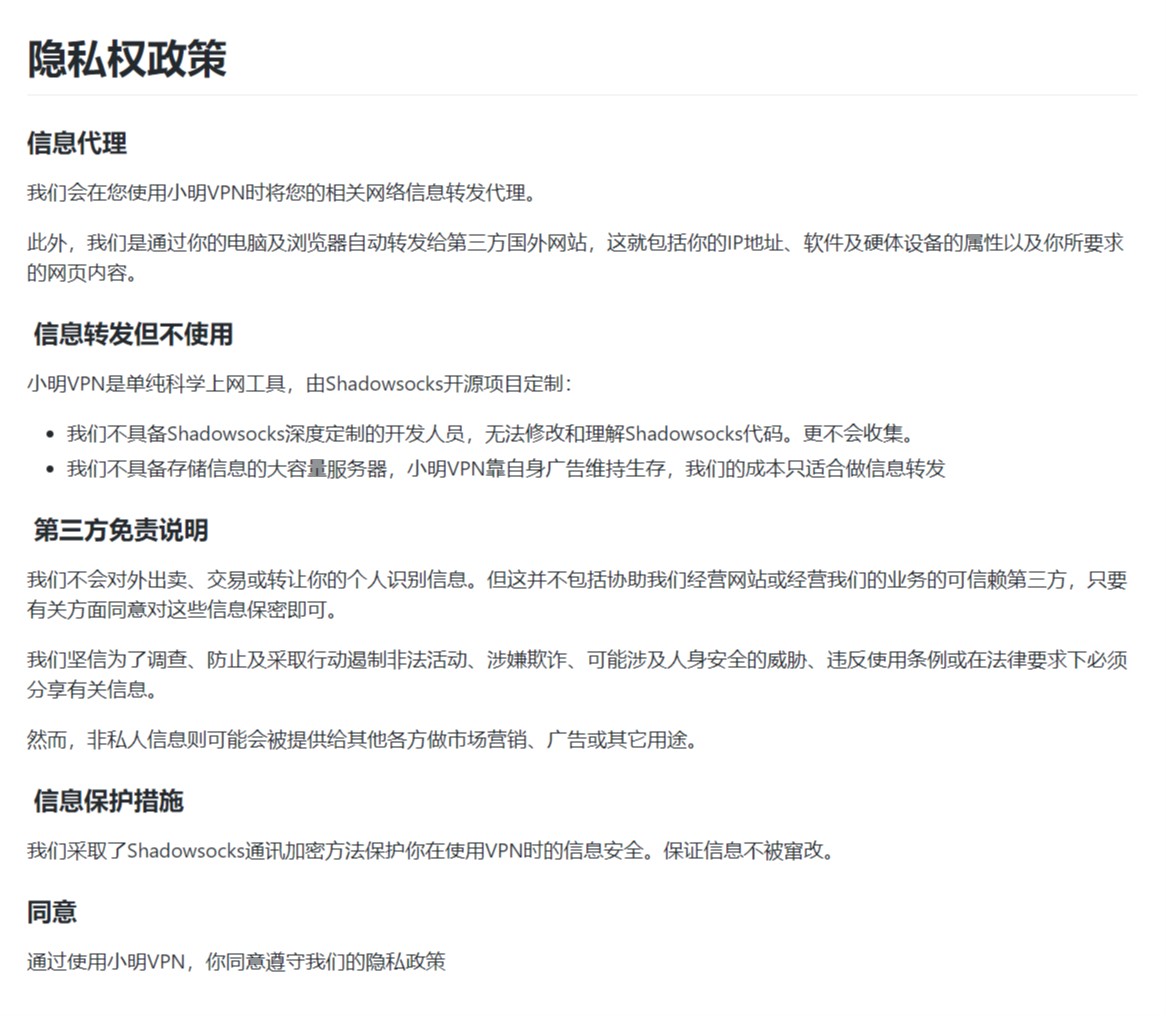 隐私权政策
信息代理
我们会在您使用小明VPN时将您的相关网络信息转发代理。
此外，我们是通过你的电脑及浏览器自动转发给第三方国外网站，这就包括你的IP地址、软件及硬体设备的属性以及你所要求
的网页内容。
信息转发但不使用
小明VPN是单纯科学上网工具，由Shadowsocks开源项目定制：
• 我们不具备Shadowsocks深度定制的开发人员，无法修改和理解Shadowsocks代码。更不会收集。
• 我们不具备存储信息的大容量服务器，小明VPN靠自身广告维持生存，我们的成本只适合做信息转发
第三方免责说明
我们不会对外出卖、交易或转让你的个人识别信息。但这并不包括协助我们经营网站或经营我们的业务的可信赖第三方，只要
有关方面同意对这些信息保密即可。
我们坚信为了调查、防止及采取行动遏制非法活动、涉嫌欺诈、可能涉及人身安全的威胁、违反使用条例或在法律要求下必须
分享有关信息。
然而，非私人信息则可能会被提供给其他各方做市场营销、广告或其它用途。
信息保护措施
我们采取了Shadowsocks通讯加密方法保护你在使用VPN时的信息安全。保证信息不被窜改。
同意
通过使用小明VPN，你同意遵守我们的隐私政策